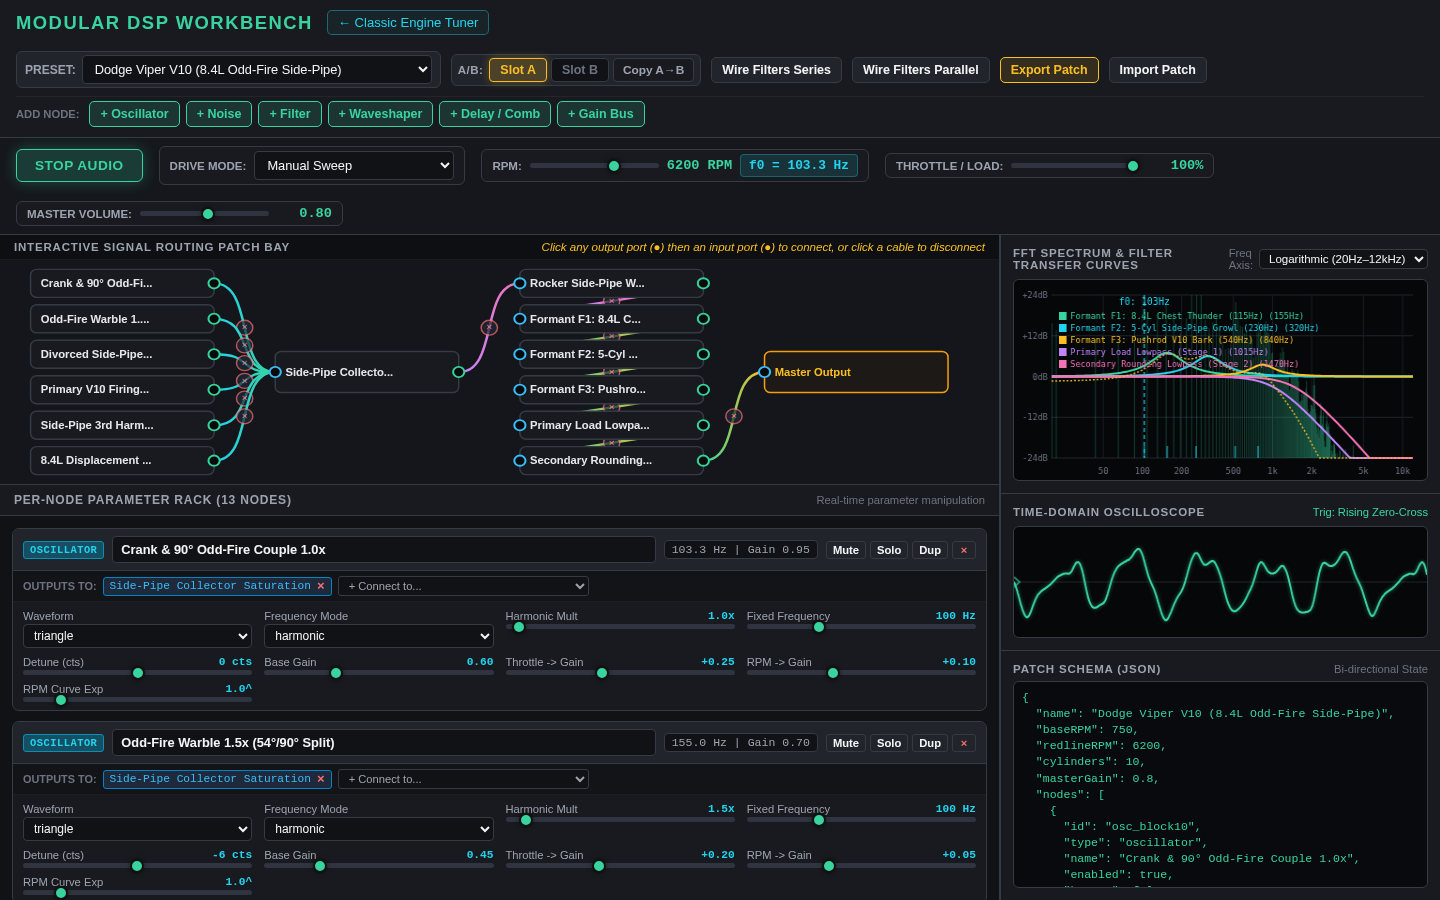 MODULAR DSP WORKBENCH
← Classic Engine Tuner
PRESET: Dodge Viper V10 (8.4L Odd-Fire Side-Pipe)
A/B: Slot A Slot B Copy A→B
Wire Filters Series
Wire Filters Parallel
Export Patch
Import Patch
ADD NODE: + Oscillator + Noise + Filter + Waveshaper + Delay / Comb + Gain Bus
STOP AUDIO
DRIVE MODE: Manual Sweep
RPM: 6200 RPM f0 = 103.3 Hz
THROTTLE / LOAD: 100%
MASTER VOLUME: 0.80
INTERACTIVE SIGNAL ROUTING PATCH BAY
Click any output port (●) then an input port (●) to connect, or click a cable to disconnect
Crank & 90° Odd-Fi...
Odd-Fire Warble 1....
Divorced Side-Pipe...
Primary V10 Firing...
Side-Pipe 3rd Harm...
8.4L Displacement ...
Side-Pipe Collecto...
Rocker Side-Pipe W...
Formant F1: 8.4L C...
Formant F2: 5-Cyl ...
Formant F3: Pushro...
Primary Load Lowpa...
Secondary Rounding...
Master Output
PER-NODE PARAMETER RACK (13 NODES)
Real-time parameter manipulation
OSCILLATOR
Crank & 90° Odd-Fire Couple 1.0x
103.3 Hz | Gain 0.95
Mute Solo Dup ×
OUTPUTS TO: Side-Pipe Collector Saturation × + Connect to...
Waveform
triangle
Frequency Mode
harmonic
Harmonic Mult 1.0x
Fixed Frequency 100 Hz
Detune (cts) 0 cts
Base Gain 0.60
Throttle -> Gain +0.25
RPM -> Gain +0.10
RPM Curve Exp 1.0^
OSCILLATOR
Odd-Fire Warble 1.5x (54°/90° Split)
155.0 Hz | Gain 0.70
Mute Solo Dup ×
OUTPUTS TO: Side-Pipe Collector Saturation × + Connect to...
Waveform
triangle
Frequency Mode
harmonic
Harmonic Mult 1.5x
Fixed Frequency 100 Hz
Detune (cts) -6 cts
Base Gain 0.45
Throttle -> Gain +0.20
RPM -> Gain +0.05
RPM Curve Exp 1.0^
FFT SPECTRUM & FILTER
TRANSFER CURVES
Freq
Axis:
Logarithmic (20Hz–12kHz)
+24dB
+12dB
0dB
-12dB
-24dB
f0: 103Hz
Formant F1: 8.4L Chest Thunder (115Hz) (155Hz)
Formant F2: 5-Cyl Side-Pipe Growl (230Hz) (320Hz)
Formant F3: Pushrod V10 Bark (540Hz) (840Hz)
Primary Load Lowpass (Stage 1) (1015Hz)
Secondary Rounding Lowpass (Stage 2) (1470Hz)
50 100 200 500 1k 2k 5k 10k
TIME-DOMAIN OSCILLOSCOPE
Trig: Rising Zero-Cross
PATCH SCHEMA (JSON)
Bi-directional State
{
"name": "Dodge Viper V10 (8.4L Odd-Fire Side-Pipe)",
"baseRPM": 750,
"redlineRPM": 6200,
"cylinders": 10,
"masterGain": 0.8,
"nodes": [
{
"id": "osc_block10",
"type": "oscillator",
"name": "Crank & 90° Odd-Fire Couple 1.0x",
"enabled": true,